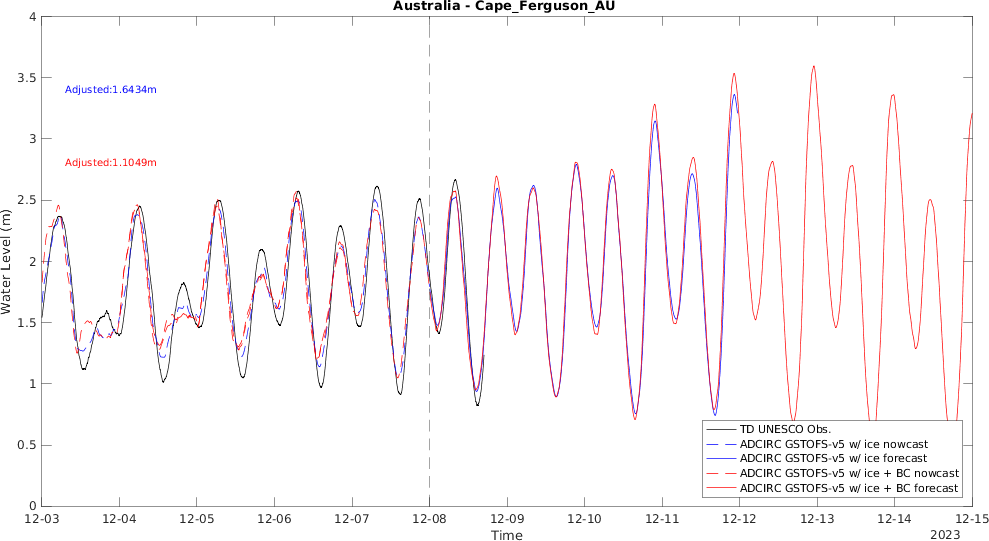 Australia - Cape_Ferguson_AU
4
3.5
3
2.5
2
1.5
1
0.5
0
Water Level (m)
Adjusted:1.6434m
Adjusted:1.1049m
TD UNESCO Obs.
ADCIRC GSTOFS-v5 w/ ice nowcast
ADCIRC GSTOFS-v5 w/ ice forecast
ADCIRC GSTOFS-v5 w/ ice + BC nowcast
ADCIRC GSTOFS-v5 w/ ice + BC forecast
12-03 12-04 12-05 12-06 12-07 12-08 12-09 12-10 12-11 12-12 12-13 12-14 12-15
Time
2023